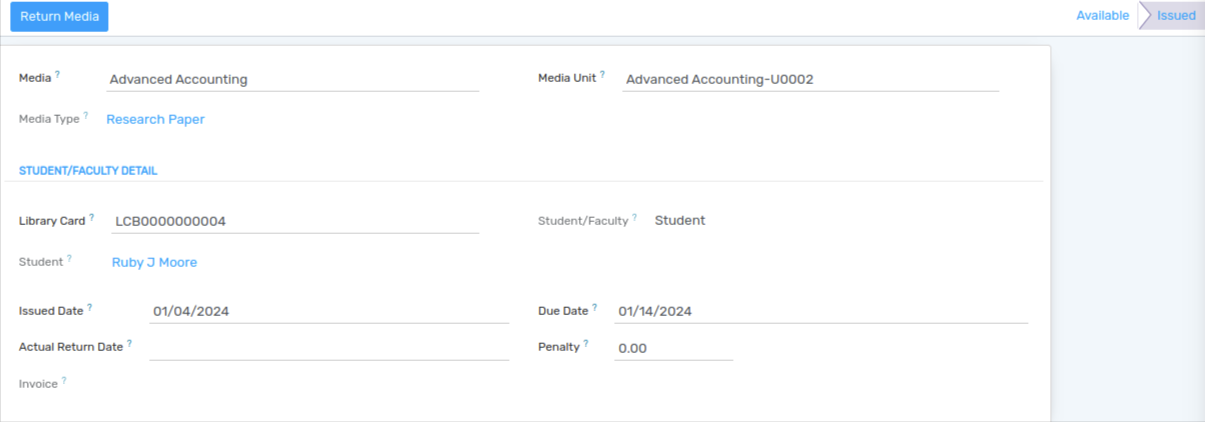 Return Media
Available Issued
Media ? Advanced Accounting Media Unit ? Advanced Accounting-U0002
Media Type ? Research Paper
STUDENT/FACULTY DETAIL
Library Card ? LCB0000000004 Student/Faculty ? Student
Student ? Ruby J Moore
Issued Date ? 01/04/2024 Due Date ? 01/14/2024
Actual Return Date ? Penalty ? 0.00
Invoice ?